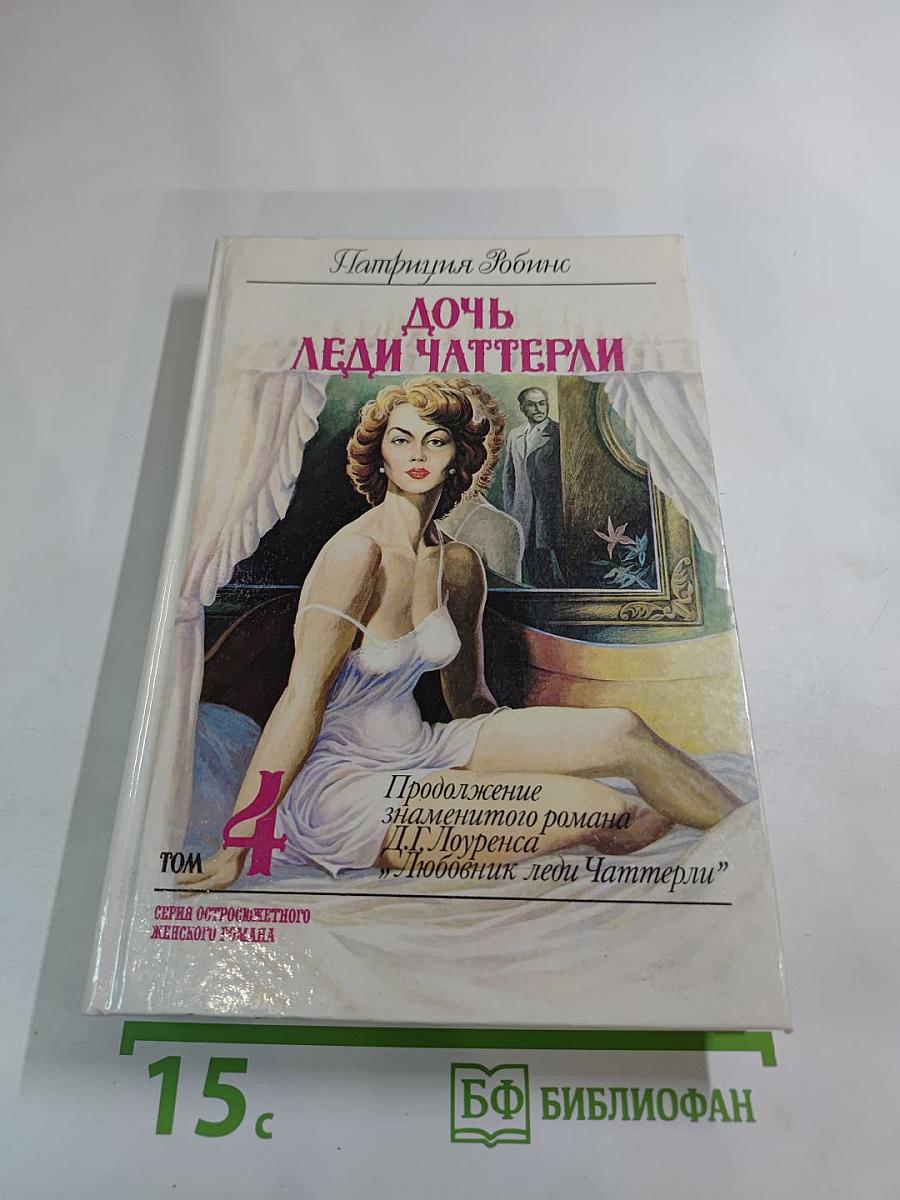 Патриция Робинс
ДОЧЬ
ЛЕДИ ЧАТТЕРЛИ
Продолжение
знаменитого романа
Д.Г. Лоуренса
„Любовник леди Чаттерли”
ТОМ 4
СЕРИЯ ОСТРОСЮЖЕТНОГО
ЖЕНСКОГО РОМАНА
15 с
БФ БИБЛИОФАН